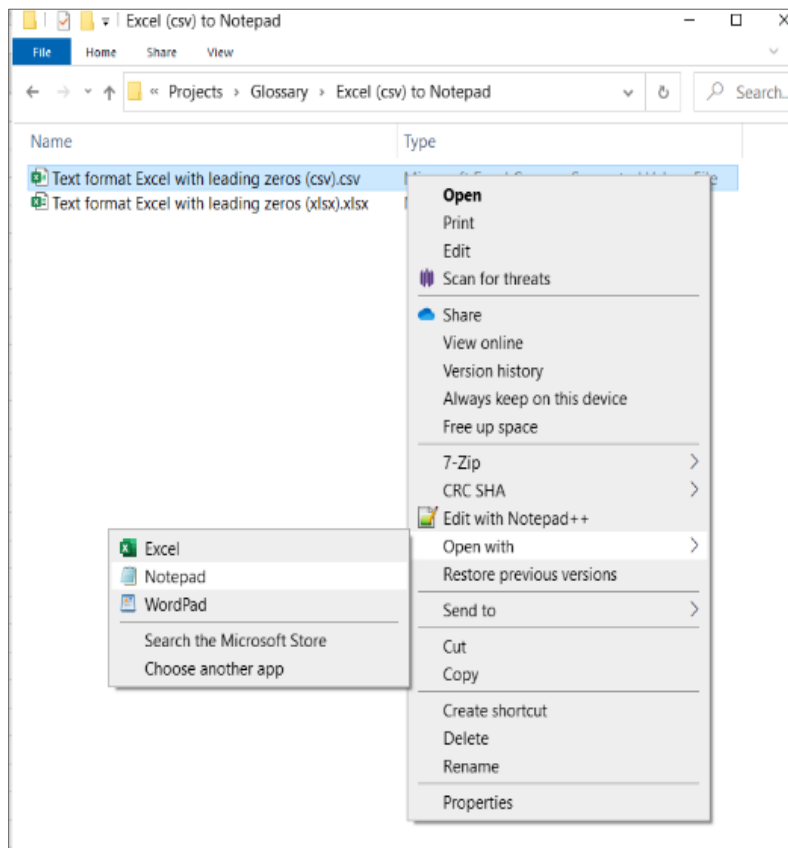 Excel (csv) to Notepad
File Home Share View
« Projects › Glossary › Excel (csv) to Notepad
Search...
Name Type
Text format Excel with leading zeros (csv).csv
Text format Excel with leading zeros (xlsx).xlsx
Open
Print
Edit
Scan for threats
Share
View online
Version history
Always keep on this device
Free up space
7-Zip
CRC SHA
Edit with Notepad++
Open with
Restore previous versions
Send to
Cut
Copy
Create shortcut
Delete
Rename
Properties
Excel
Notepad
WordPad
Search the Microsoft Store
Choose another app